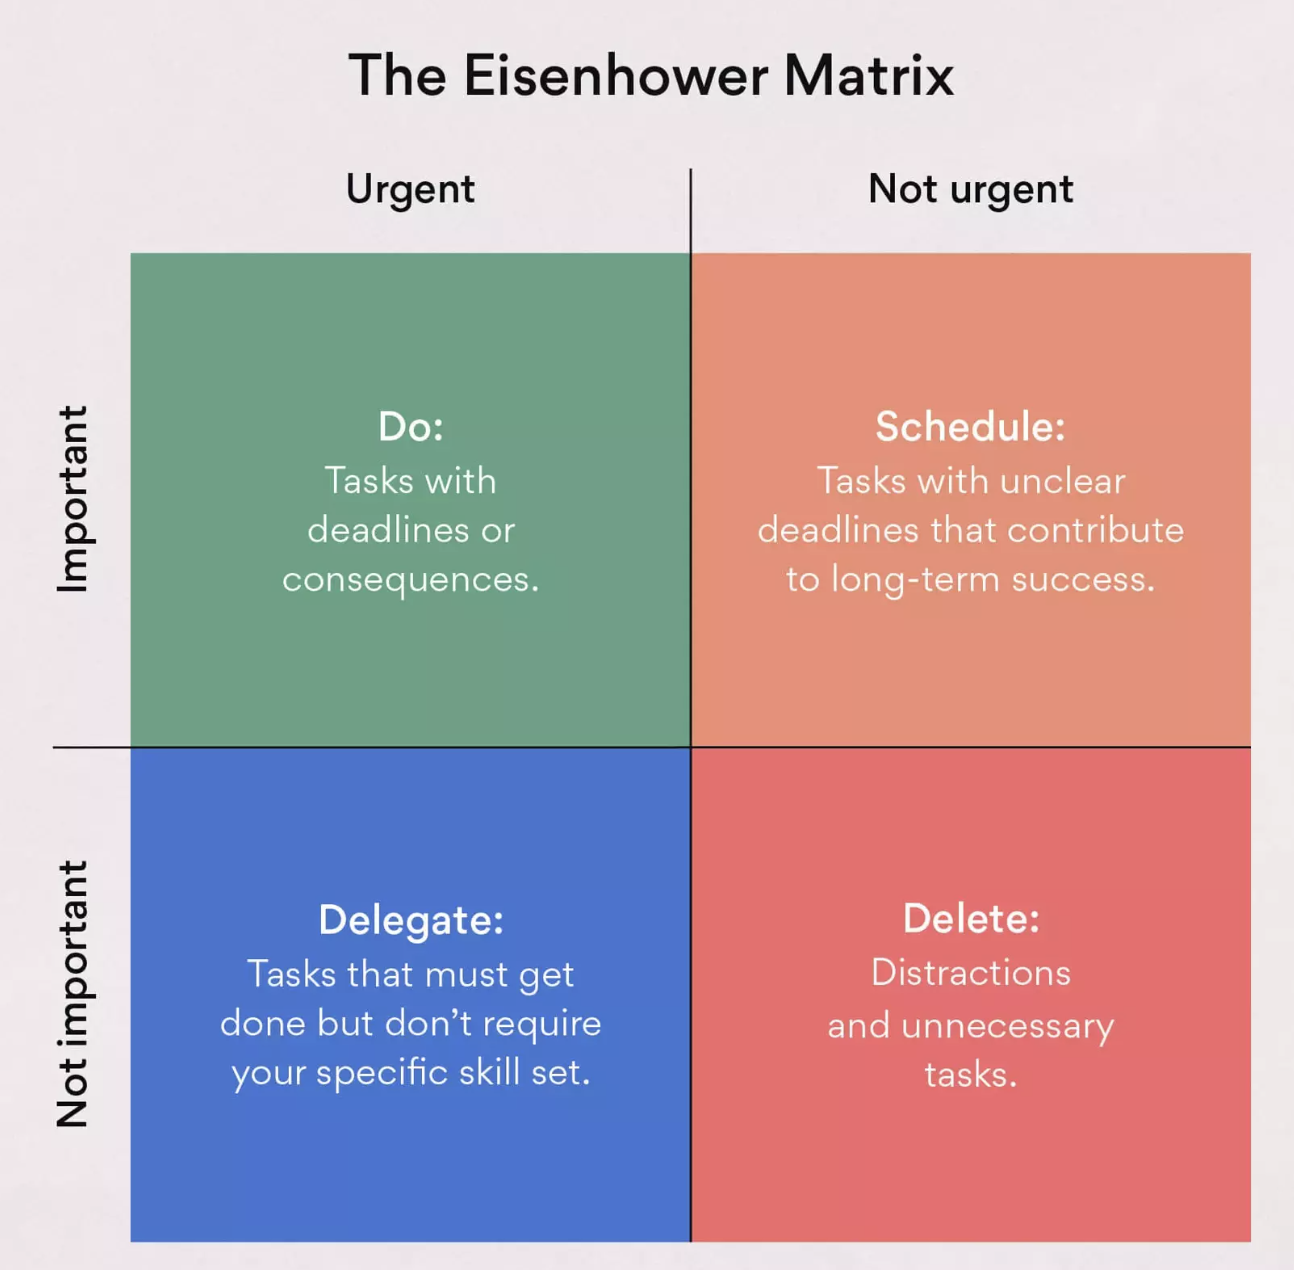 The Eisenhower Matrix
Urgent
Not urgent
Important
Do:
Tasks with
deadlines or
consequences.
Schedule:
Tasks with unclear
deadlines that contribute
to long-term success.
Not important
Delegate:
Tasks that must get
done but don’t require
your specific skill set.
Delete:
Distractions
and unnecessary
tasks.